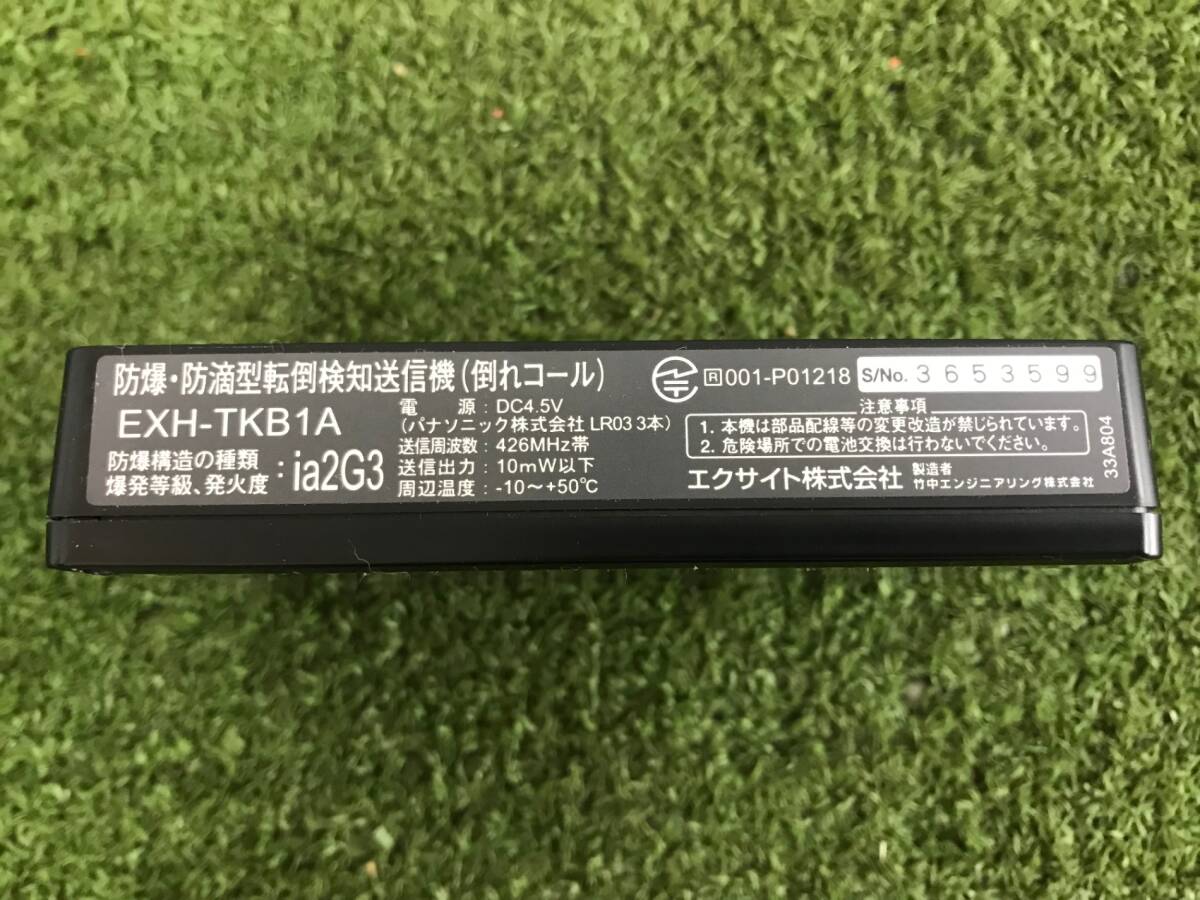 防爆・防滴型転倒検知送信機(倒れコール)
EXH-TKB1A
防爆構造の種類
爆発等級、発火度 : ia2G3
電 源 : DC4.5V
(パナソニック株式会社 LR03 3本)
送信周波数 : 426MHz帯
送信出力 : 10mW以下
周辺温度 : -10～+50℃
R 001-P01218 S/No. 3653599
注意事項
1. 本機は部品配線等の変更改造が禁じられています。
2. 危険場所での電池交換は行わないでください。
エクサイト株式会社
製造者
竹中エンジニアリング株式会社
33A804